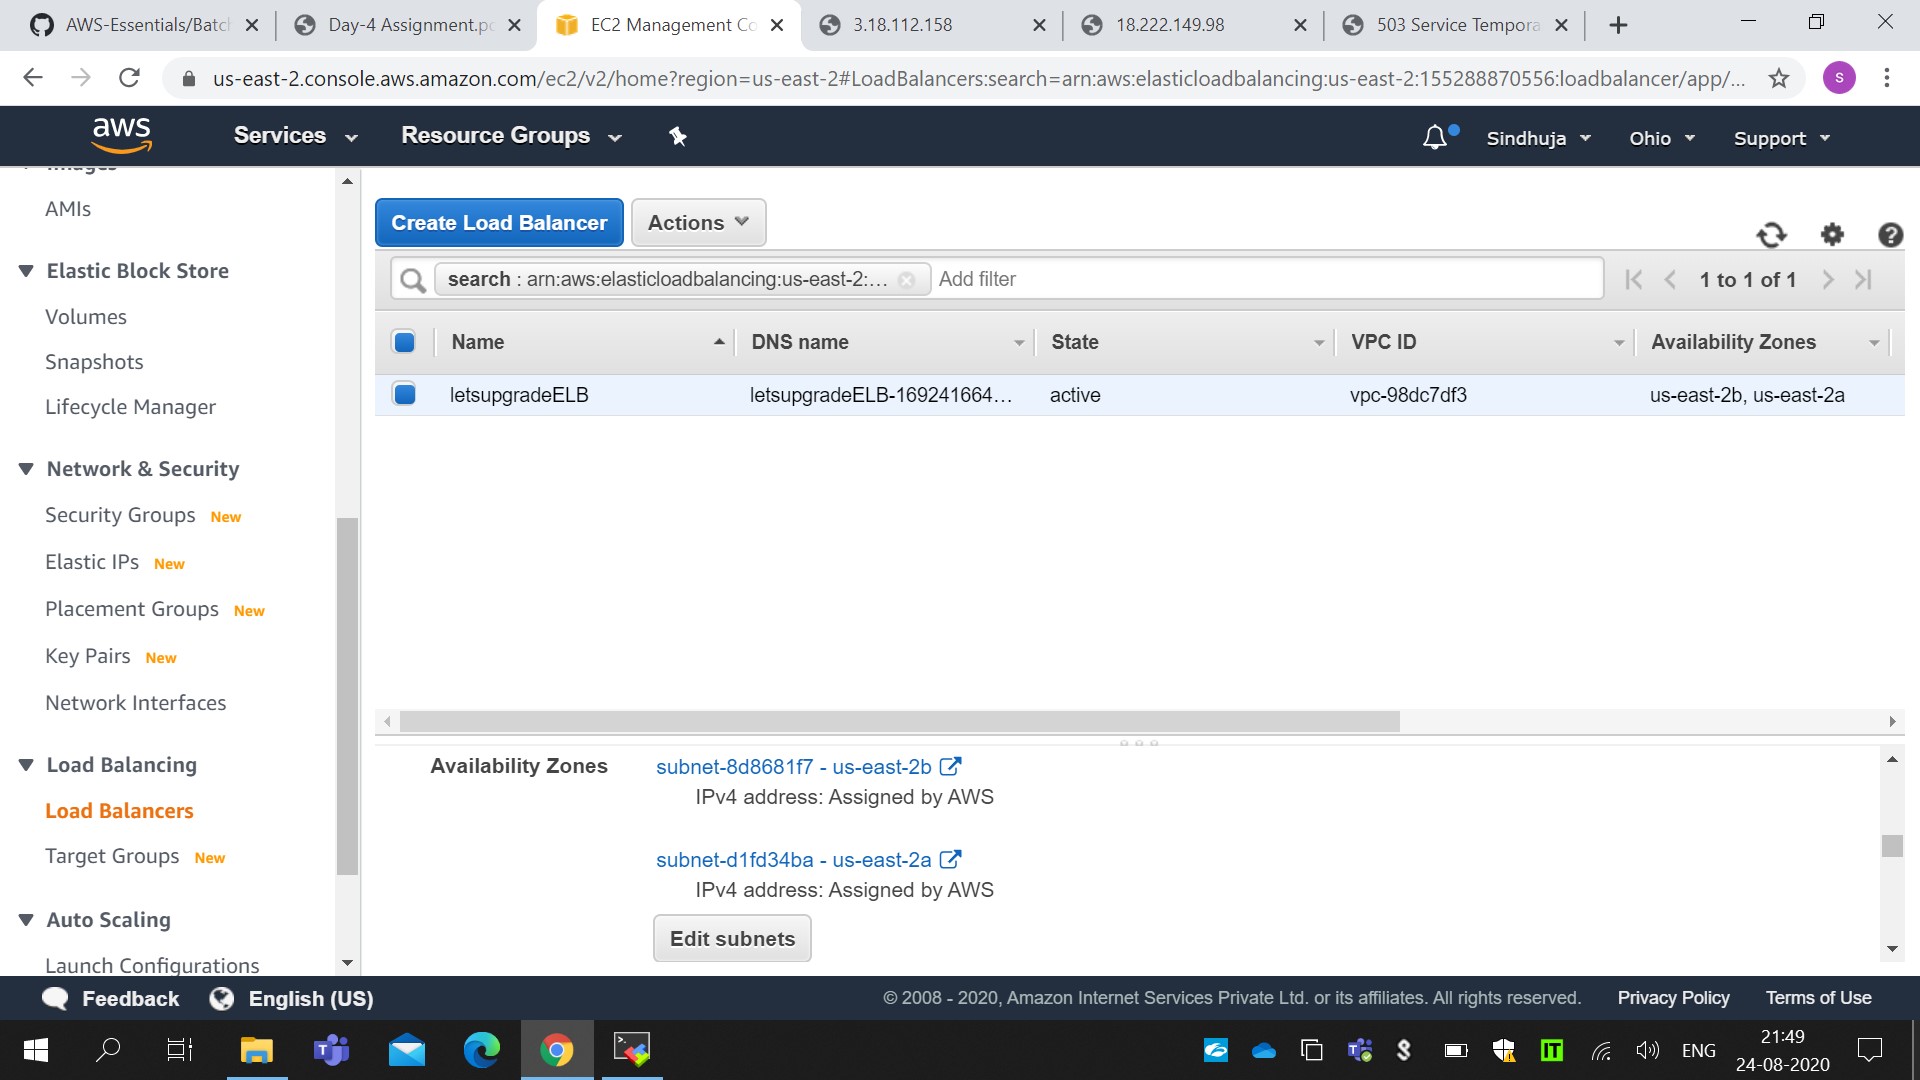 AWS-Essentials/Batch
Day-4 Assignment.pd
EC2 Management Co
3.18.112.158
18.222.149.98
503 Service Tempora
us-east-2.console.aws.amazon.com/ec2/v2/home?region=us-east-2#LoadBalancers:search=arn:aws:elasticloadbalancing:us-east-2:155288870556:loadbalancer/app/...
S
aws
Services
Resource Groups
Sindhuja
Ohio
Support
Images
AMIs
Elastic Block Store
Volumes
Snapshots
Lifecycle Manager
Network & Security
Security Groups New
Elastic IPs New
Placement Groups New
Key Pairs New
Network Interfaces
Load Balancing
Load Balancers
Target Groups New
Auto Scaling
Launch Configurations
Create Load Balancer
Actions
search : arn:aws:elasticloadbalancing:us-east-2:... Add filter
1 to 1 of 1
Name DNS name State VPC ID Availability Zones
letsupgradeELB letsupgradeELB-169241664... active vpc-98dc7df3 us-east-2b, us-east-2a
Availability Zones
subnet-8d8681f7 - us-east-2b
IPv4 address: Assigned by AWS
subnet-d1fd34ba - us-east-2a
IPv4 address: Assigned by AWS
Edit subnets
Feedback
English (US)
© 2008 - 2020, Amazon Internet Services Private Ltd. or its affiliates. All rights reserved.
Privacy Policy
Terms of Use
ENG
21:49
24-08-2020